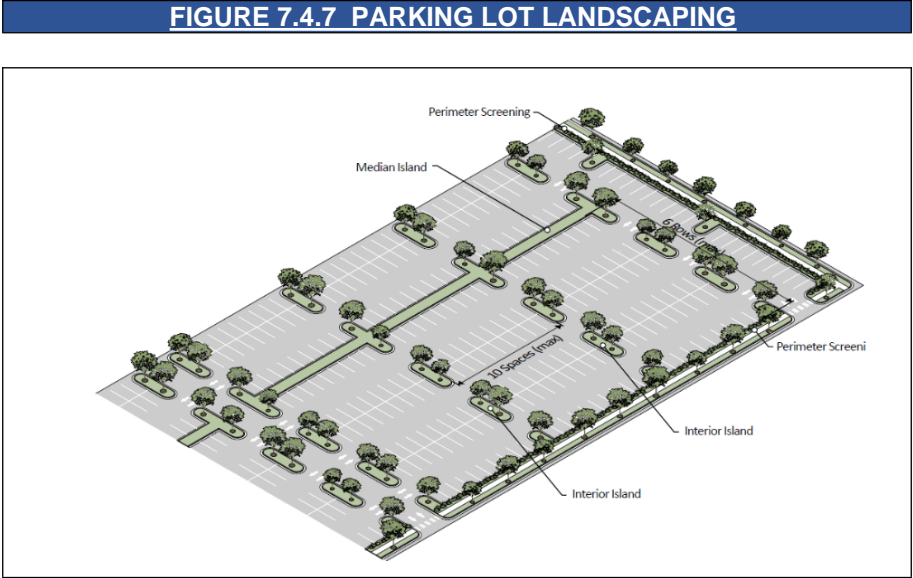 FIGURE 7.4.7 PARKING LOT LANDSCAPING
Perimeter Screening
Median Island
6 Rows (max)
10 Spaces (max)
Perimeter Screeni
Interior Island
Interior Island